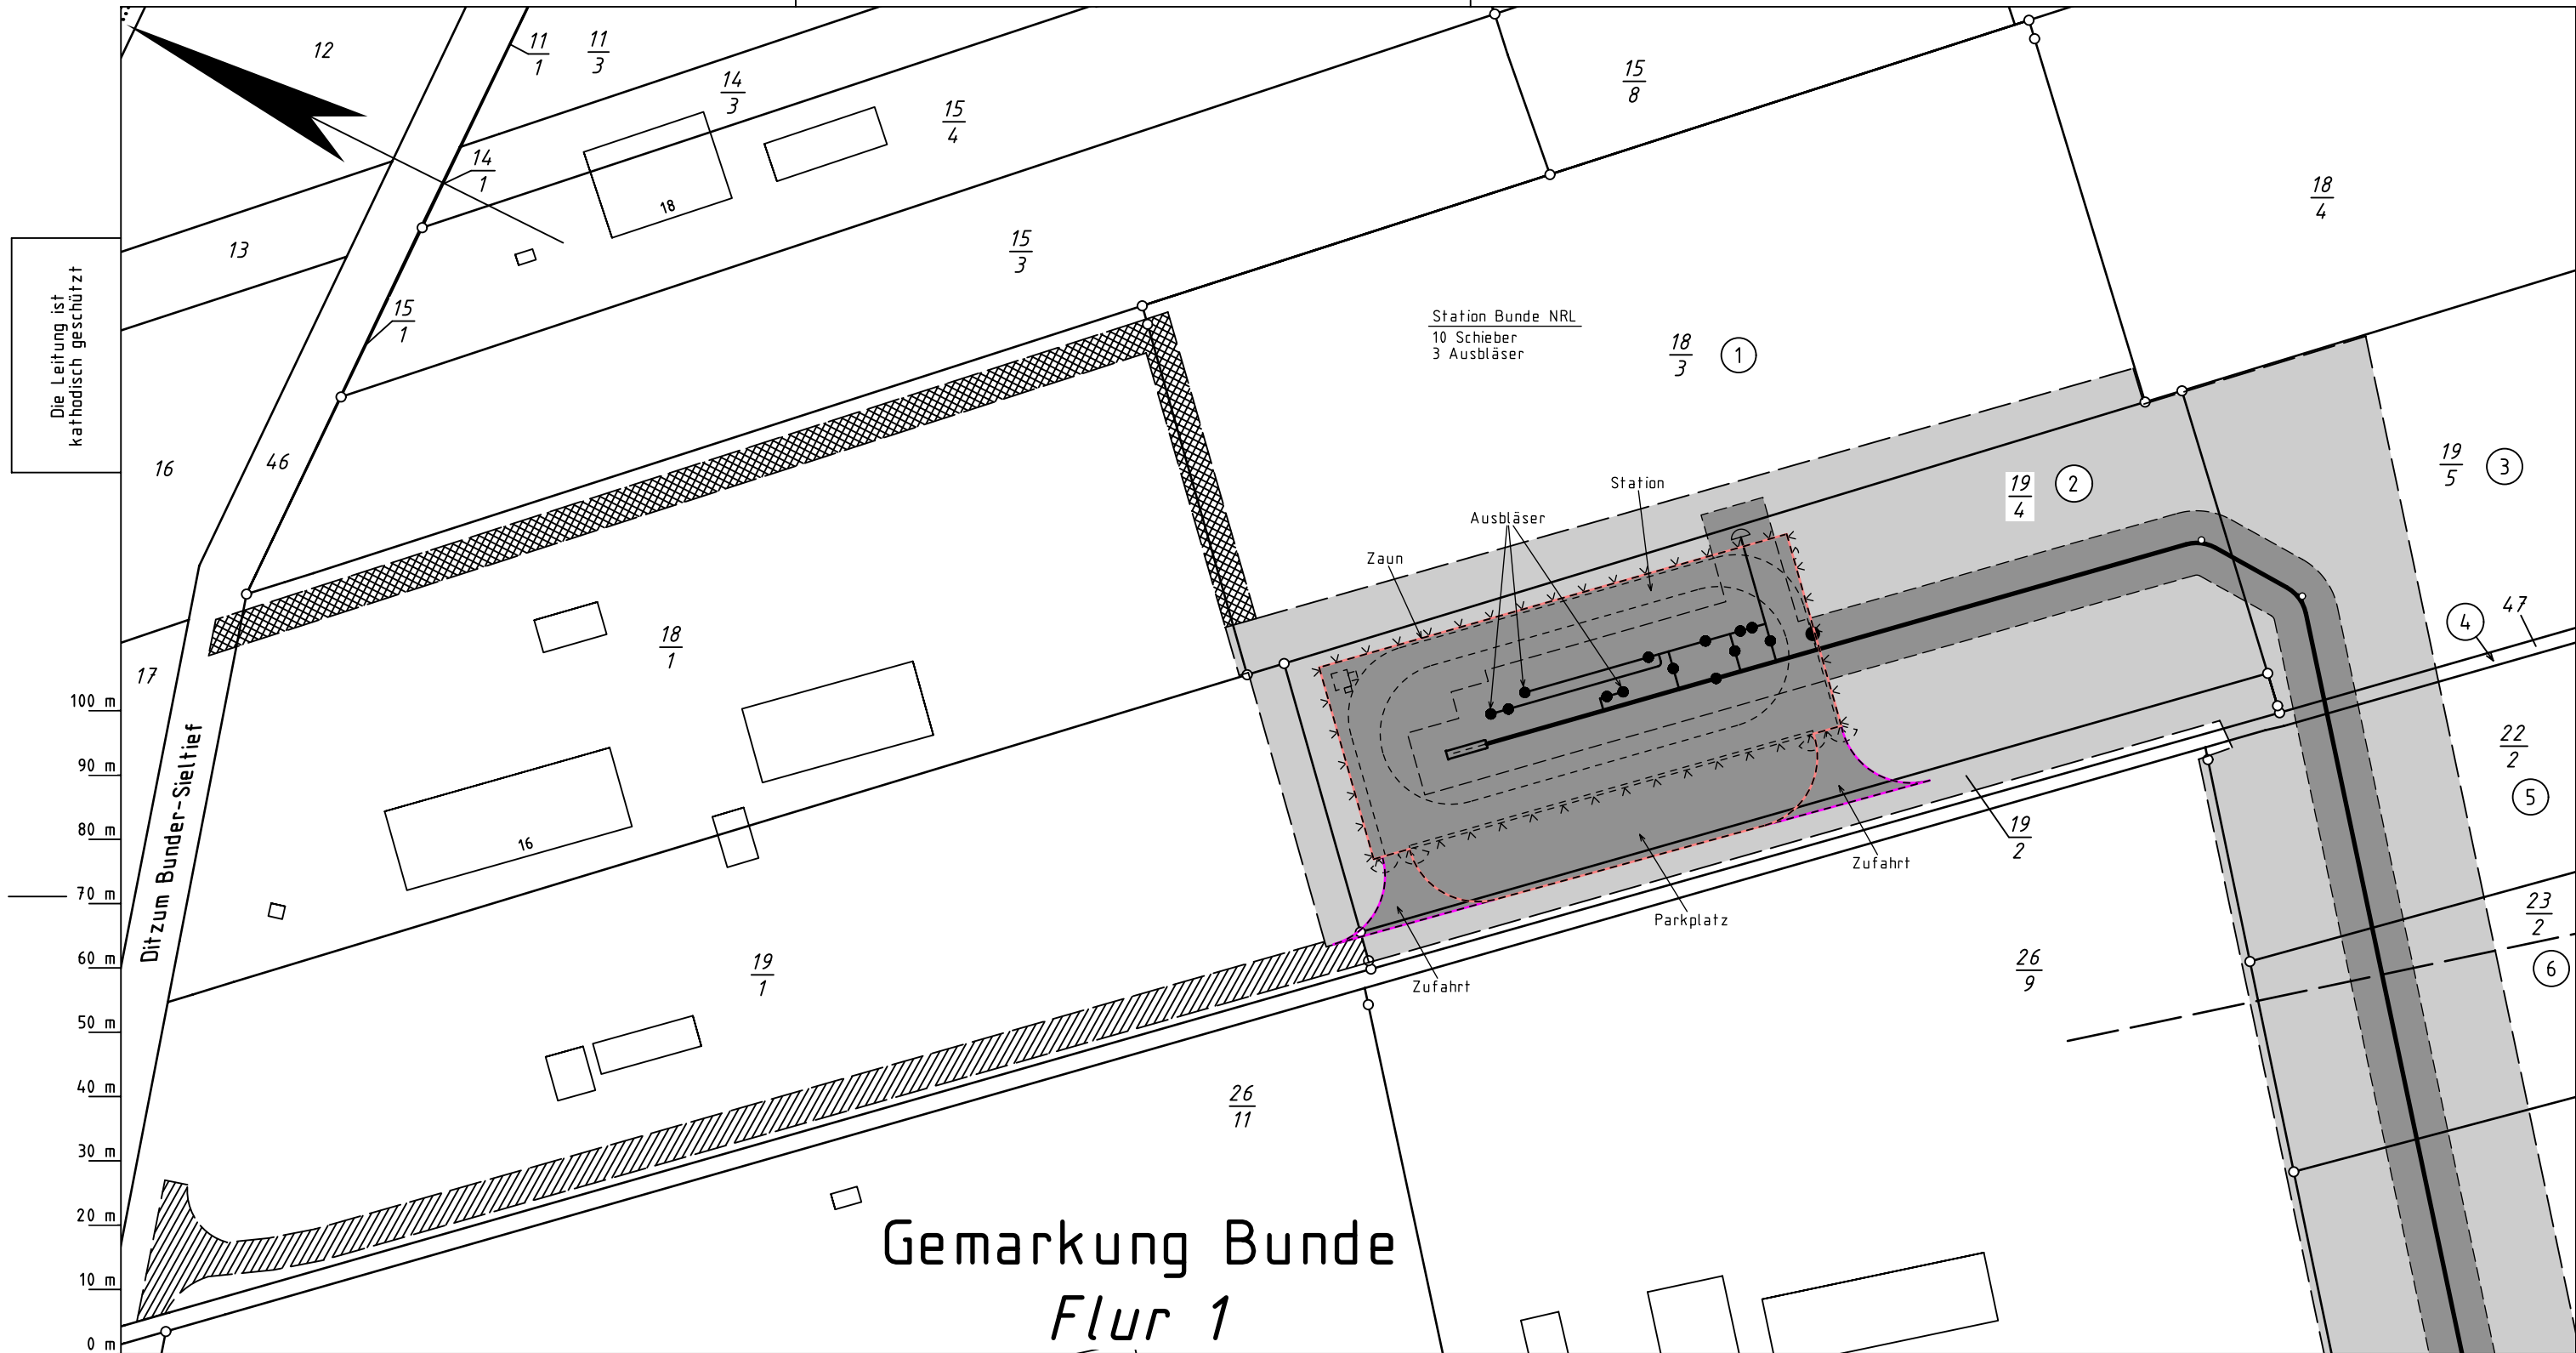 12
11
1
11
3
14
3
15
4
15
8
14
1
18
18
4
13
15
3
Die Leitung ist
kathodisch geschützt
15
1
Station Bunde NRL
10 Schieber
3 Ausbläser
18
3
1
16
46
19
4
2
19
5
3
Station
Ausbläser
Zaun
47
4
18
1
17
100 m
90 m
80 m
70 m
60 m
50 m
40 m
30 m
20 m
10 m
0 m
Ditzum Bunder-Sieltief
16
22
2
5
19
2
Zufahrt
Parkplatz
23
2
6
19
1
Zufahrt
26
9
26
11
Gemarkung Bunde
Flur 1